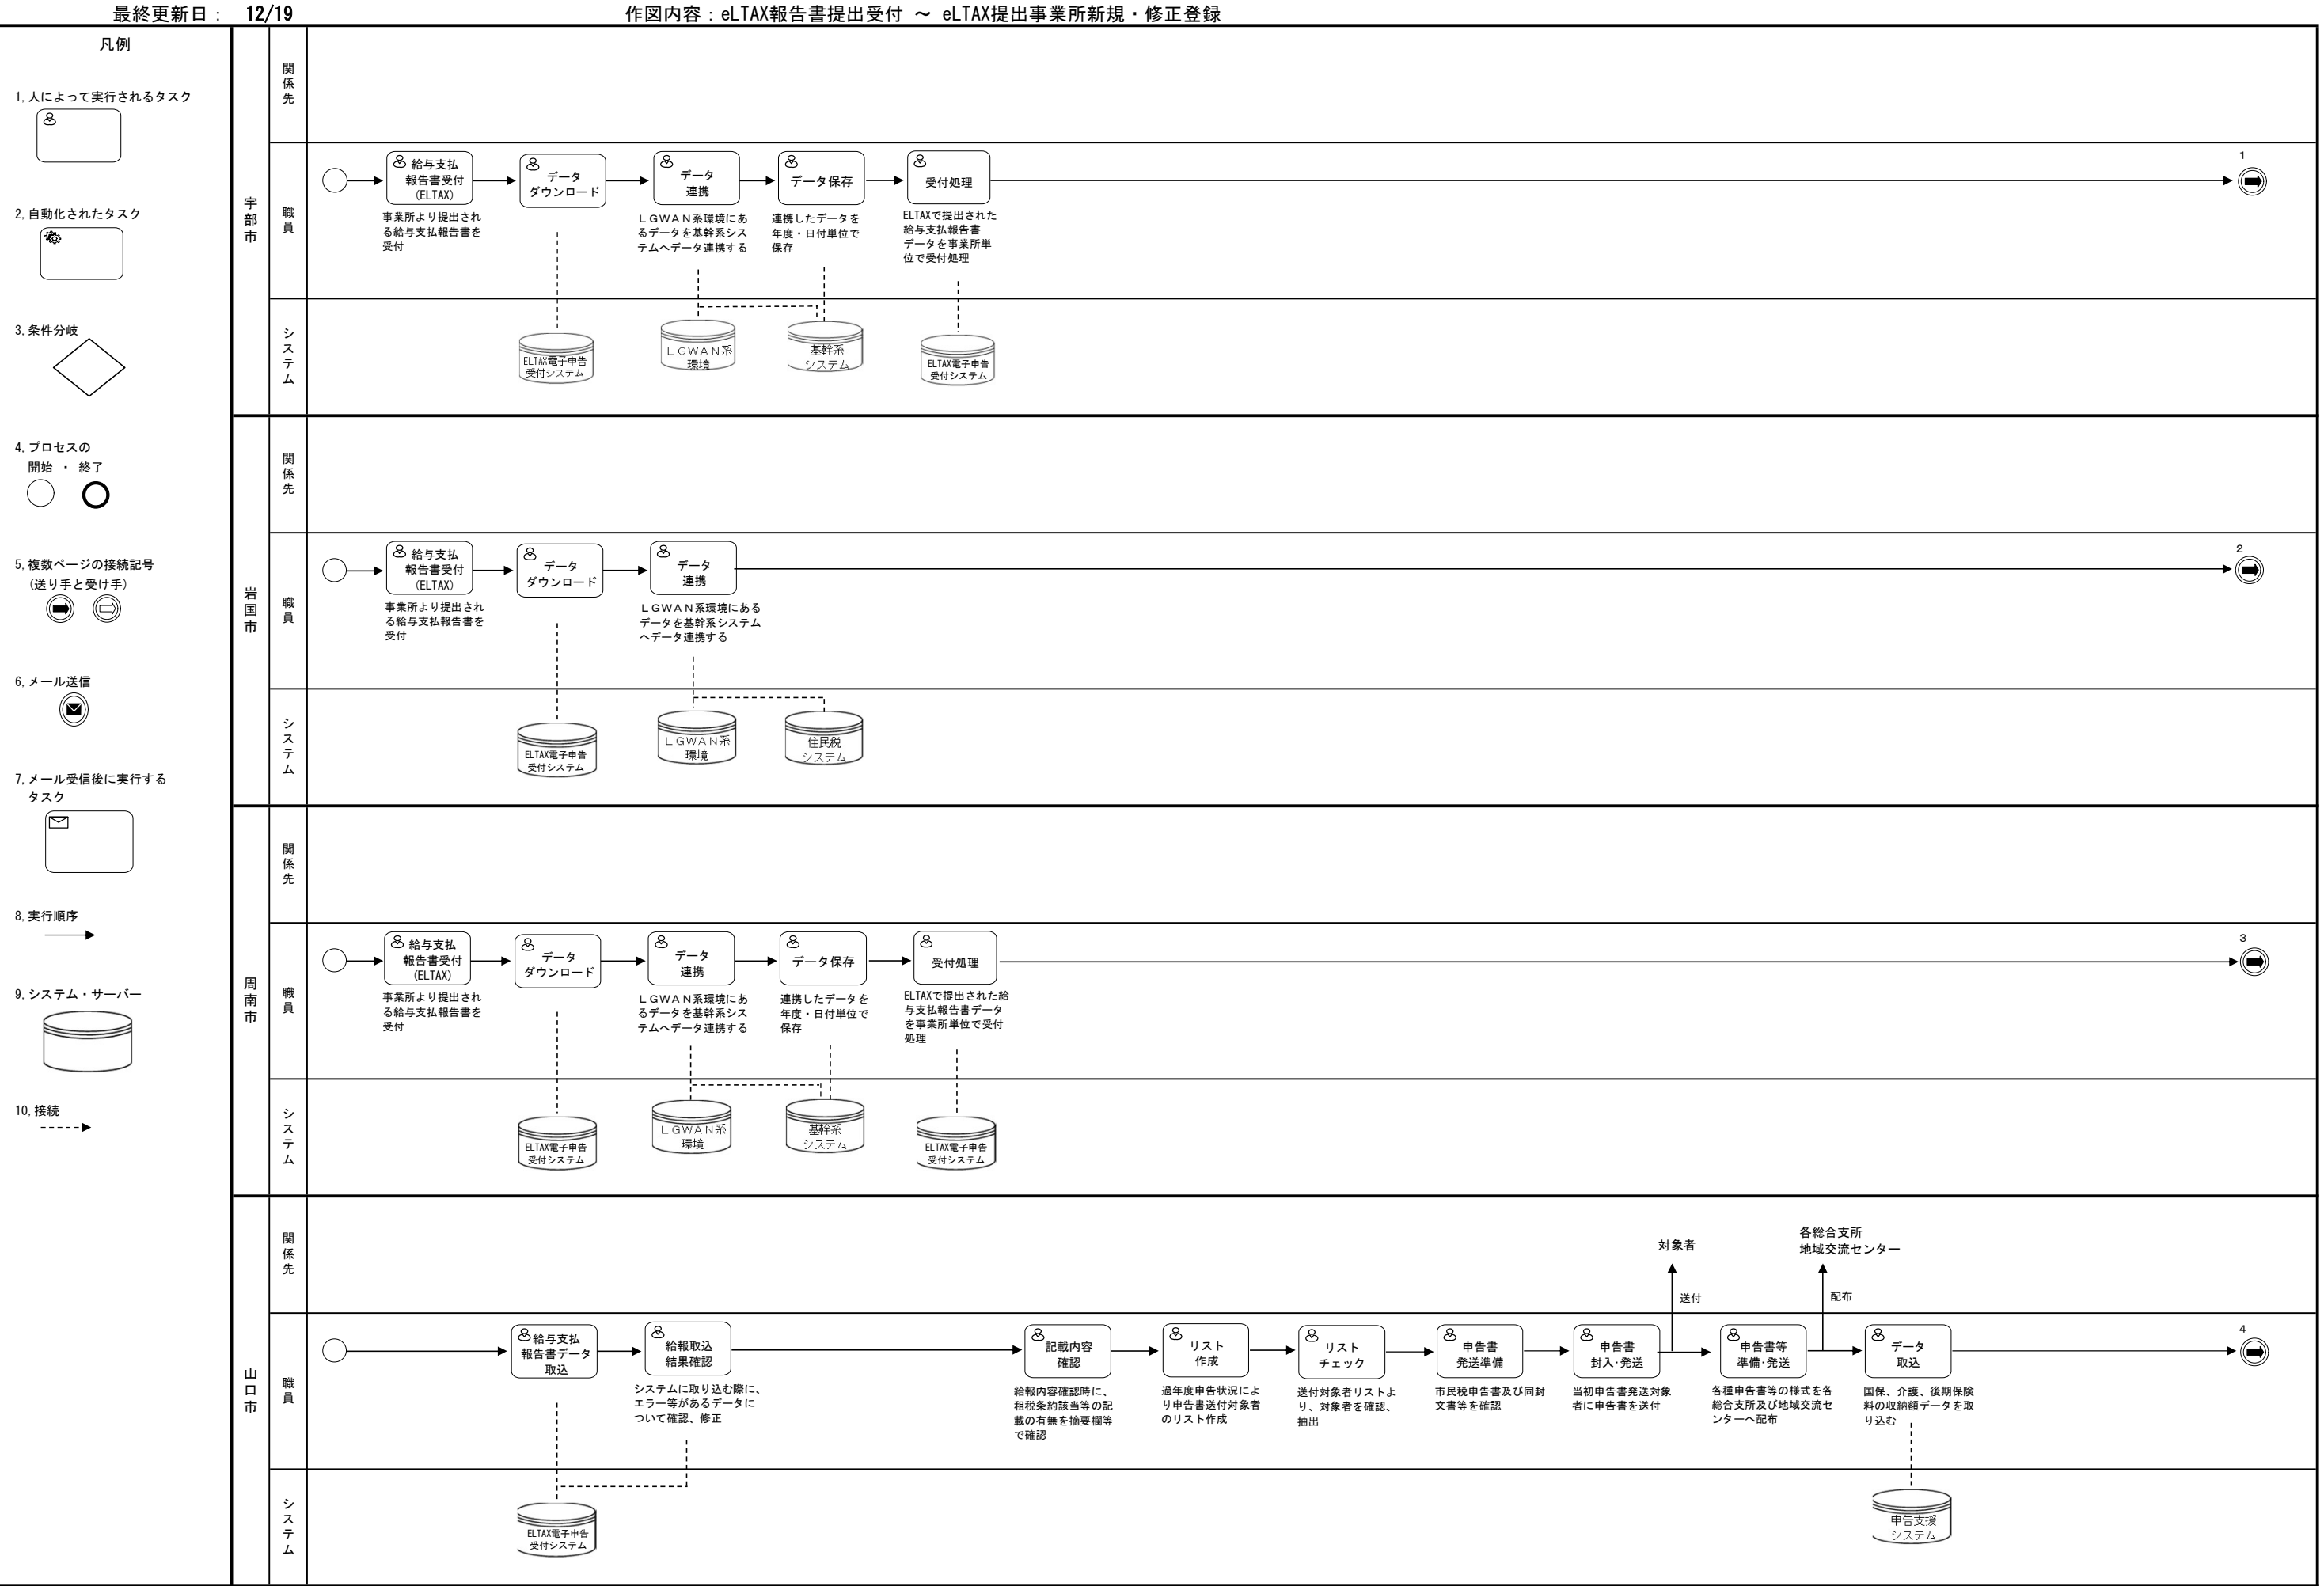 最終更新日： 12/19
作図内容：eLTAX報告書提出受付 ～ eLTAX提出事業所新規・修正登録
凡例
1,人によって実行されるタスク
2,自動化されたタスク
3,条件分岐
4,プロセスの
開始 ・ 終了
5,複数ページの接続記号
(送り手と受け手)
6,メール送信
7,メール受信後に実行する
タスク
8,実行順序
9,システム・サーバー
10,接続
宇部市
関係先
職員
給与支払
報告書受付
(ELTAX)
事業所より提出され
る給与支払報告書を
受付
データ
ダウンロード
データ
連携
ＬＧＷＡＮ系環境にあ
るデータを基幹系シス
テムへデータ連携する
データ保存
連携したデータを
年度・日付単位で
保存
受付処理
ELTAXで提出された
給与支払報告書
データを事業所単
位で受付処理
1
システム
ELTAX電子申告
受付システム
ＬＧＷＡＮ系
環境
基幹系
システム
ELTAX電子申告
受付システム
岩国市
関係先
職員
給与支払
報告書受付
(ELTAX)
事業所より提出され
る給与支払報告書を
受付
データ
ダウンロード
データ
連携
ＬＧＷＡＮ系環境にある
データを基幹系システム
へデータ連携する
2
システム
ELTAX電子申告
受付システム
ＬＧＷＡＮ系
環境
住民税
システム
周南市
関係先
職員
給与支払
報告書受付
(ELTAX)
事業所より提出され
る給与支払報告書を
受付
データ
ダウンロード
データ
連携
ＬＧＷＡＮ系環境にあ
るデータを基幹系シス
テムへデータ連携する
データ保存
連携したデータを
年度・日付単位で
保存
受付処理
ELTAXで提出された給
与支払報告書データ
を事業所単位で受付
処理
3
システム
ELTAX電子申告
受付システム
ＬＧＷＡＮ系
環境
基幹系
システム
ELTAX電子申告
受付システム
山口市
関係先
対象者
送付
各総合支所
地域交流センター
配布
職員
給与支払
報告書データ
取込
給報取込
結果確認
システムに取り込む際に、
エラー等があるデータに
ついて確認、修正
記載内容
確認
給報内容確認時に、
租税条約該当等の記
載の有無を摘要欄等
で確認
リスト
作成
過年度申告状況によ
り申告書送付対象者
のリスト作成
リスト
チェック
送付対象者リストよ
り、対象者を確認、
抽出
申告書
発送準備
市民税申告書及び同封
文書等を確認
申告書
封入・発送
当初申告書発送対象
者に申告書を送付
申告書等
準備・発送
各種申告書等の様式を各
総合支所及び地域交流セ
ンターへ配布
データ
取込
国保、介護、後期保険
料の収納額データを取
り込む
4
システム
ELTAX電子申告
受付システム
申告支援
システム